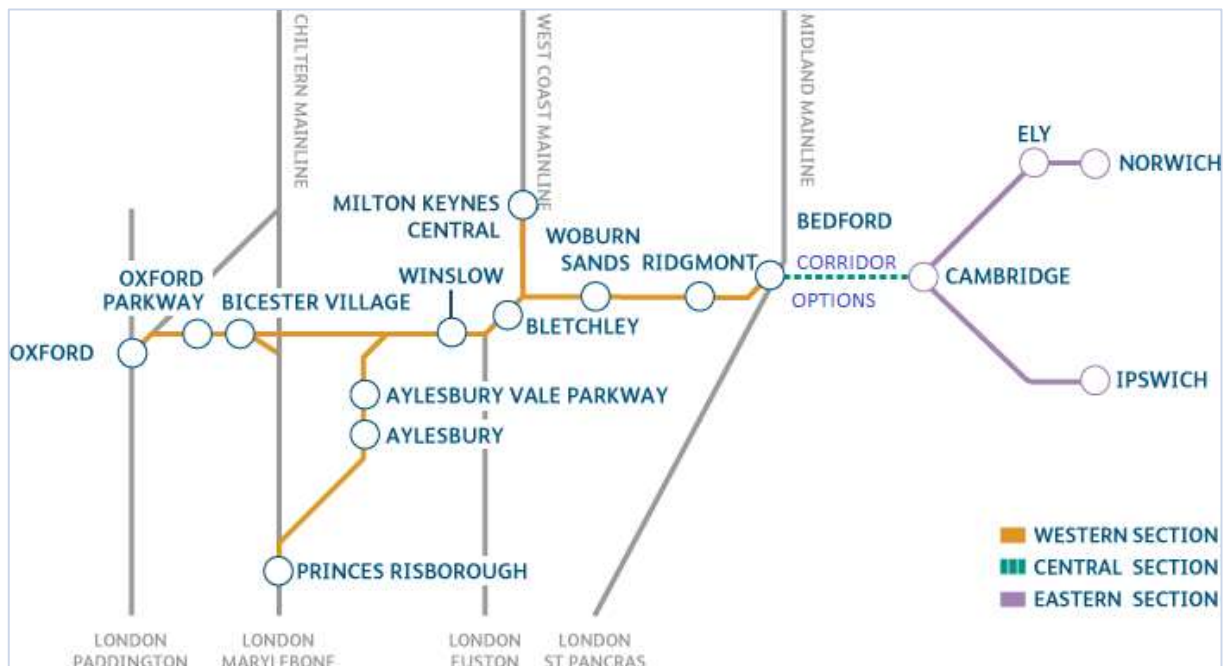 CHILTERN MAINLINE
WEST COAST MAINLINE
MIDLAND MAINLINE
ELY
NORWICH
MILTON KEYNES
CENTRAL
BEDFORD
WOBURN
SANDS
RIDGMONT
CORRIDOR
OPTIONS
CAMBRIDGE
WINSLOW
OXFORD
PARKWAY
BICESTER VILLAGE
BLETCHLEY
OXFORD
AYLESBURY VALE PARKWAY
IPSWICH
AYLESBURY
PRINCES RISBOROUGH
WESTERN SECTION
CENTRAL SECTION
EASTERN SECTION
LONDON
PADDINGTON
LONDON
MARYLEBONE
LONDON
EUSTON
LONDON
ST PANCRAS